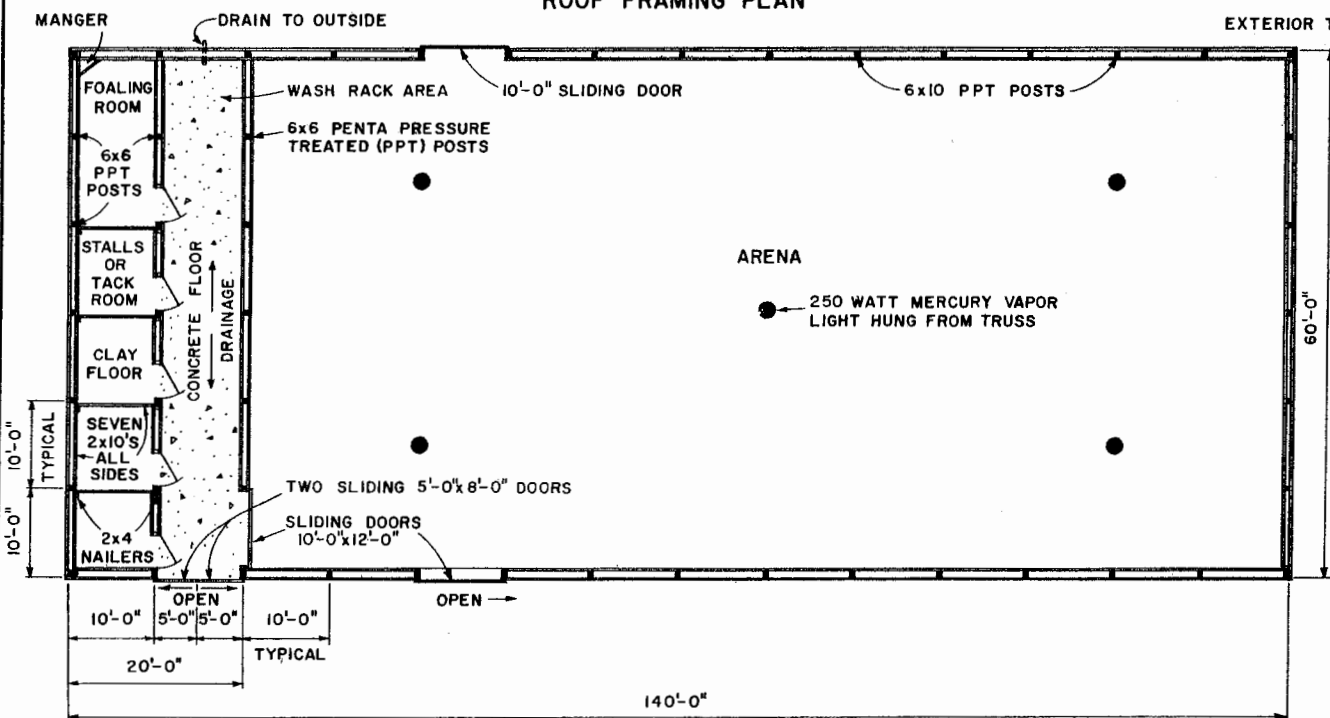 ROOF FRAMING PLAN
MANGER
DRAIN TO OUTSIDE
EXTERIOR
FOALING
ROOM
WASH RACK AREA
10'-0" SLIDING DOOR
6x10 PPT POSTS
6x6 PENTA PRESSURE
TREATED (PPT) POSTS
6x6
PPT
POSTS
STALLS
OR
TACK
ROOM
CONCRETE FLOOR
DRAINAGE
ARENA
250 WATT MERCURY VAPOR
LIGHT HUNG FROM TRUSS
60'-0"
CLAY
FLOOR
SEVEN
2x10'S
ALL
SIDES
10'-0"
TYPICAL
TWO SLIDING 5'-0"x8'-0" DOORS
SLIDING DOORS
10'-0"x12'-0"
2x4
NAILERS
10'-0"
OPEN
OPEN
10'-0"
5'-0"
5'-0"
10'-0"
TYPICAL
20'-0"
140'-0"